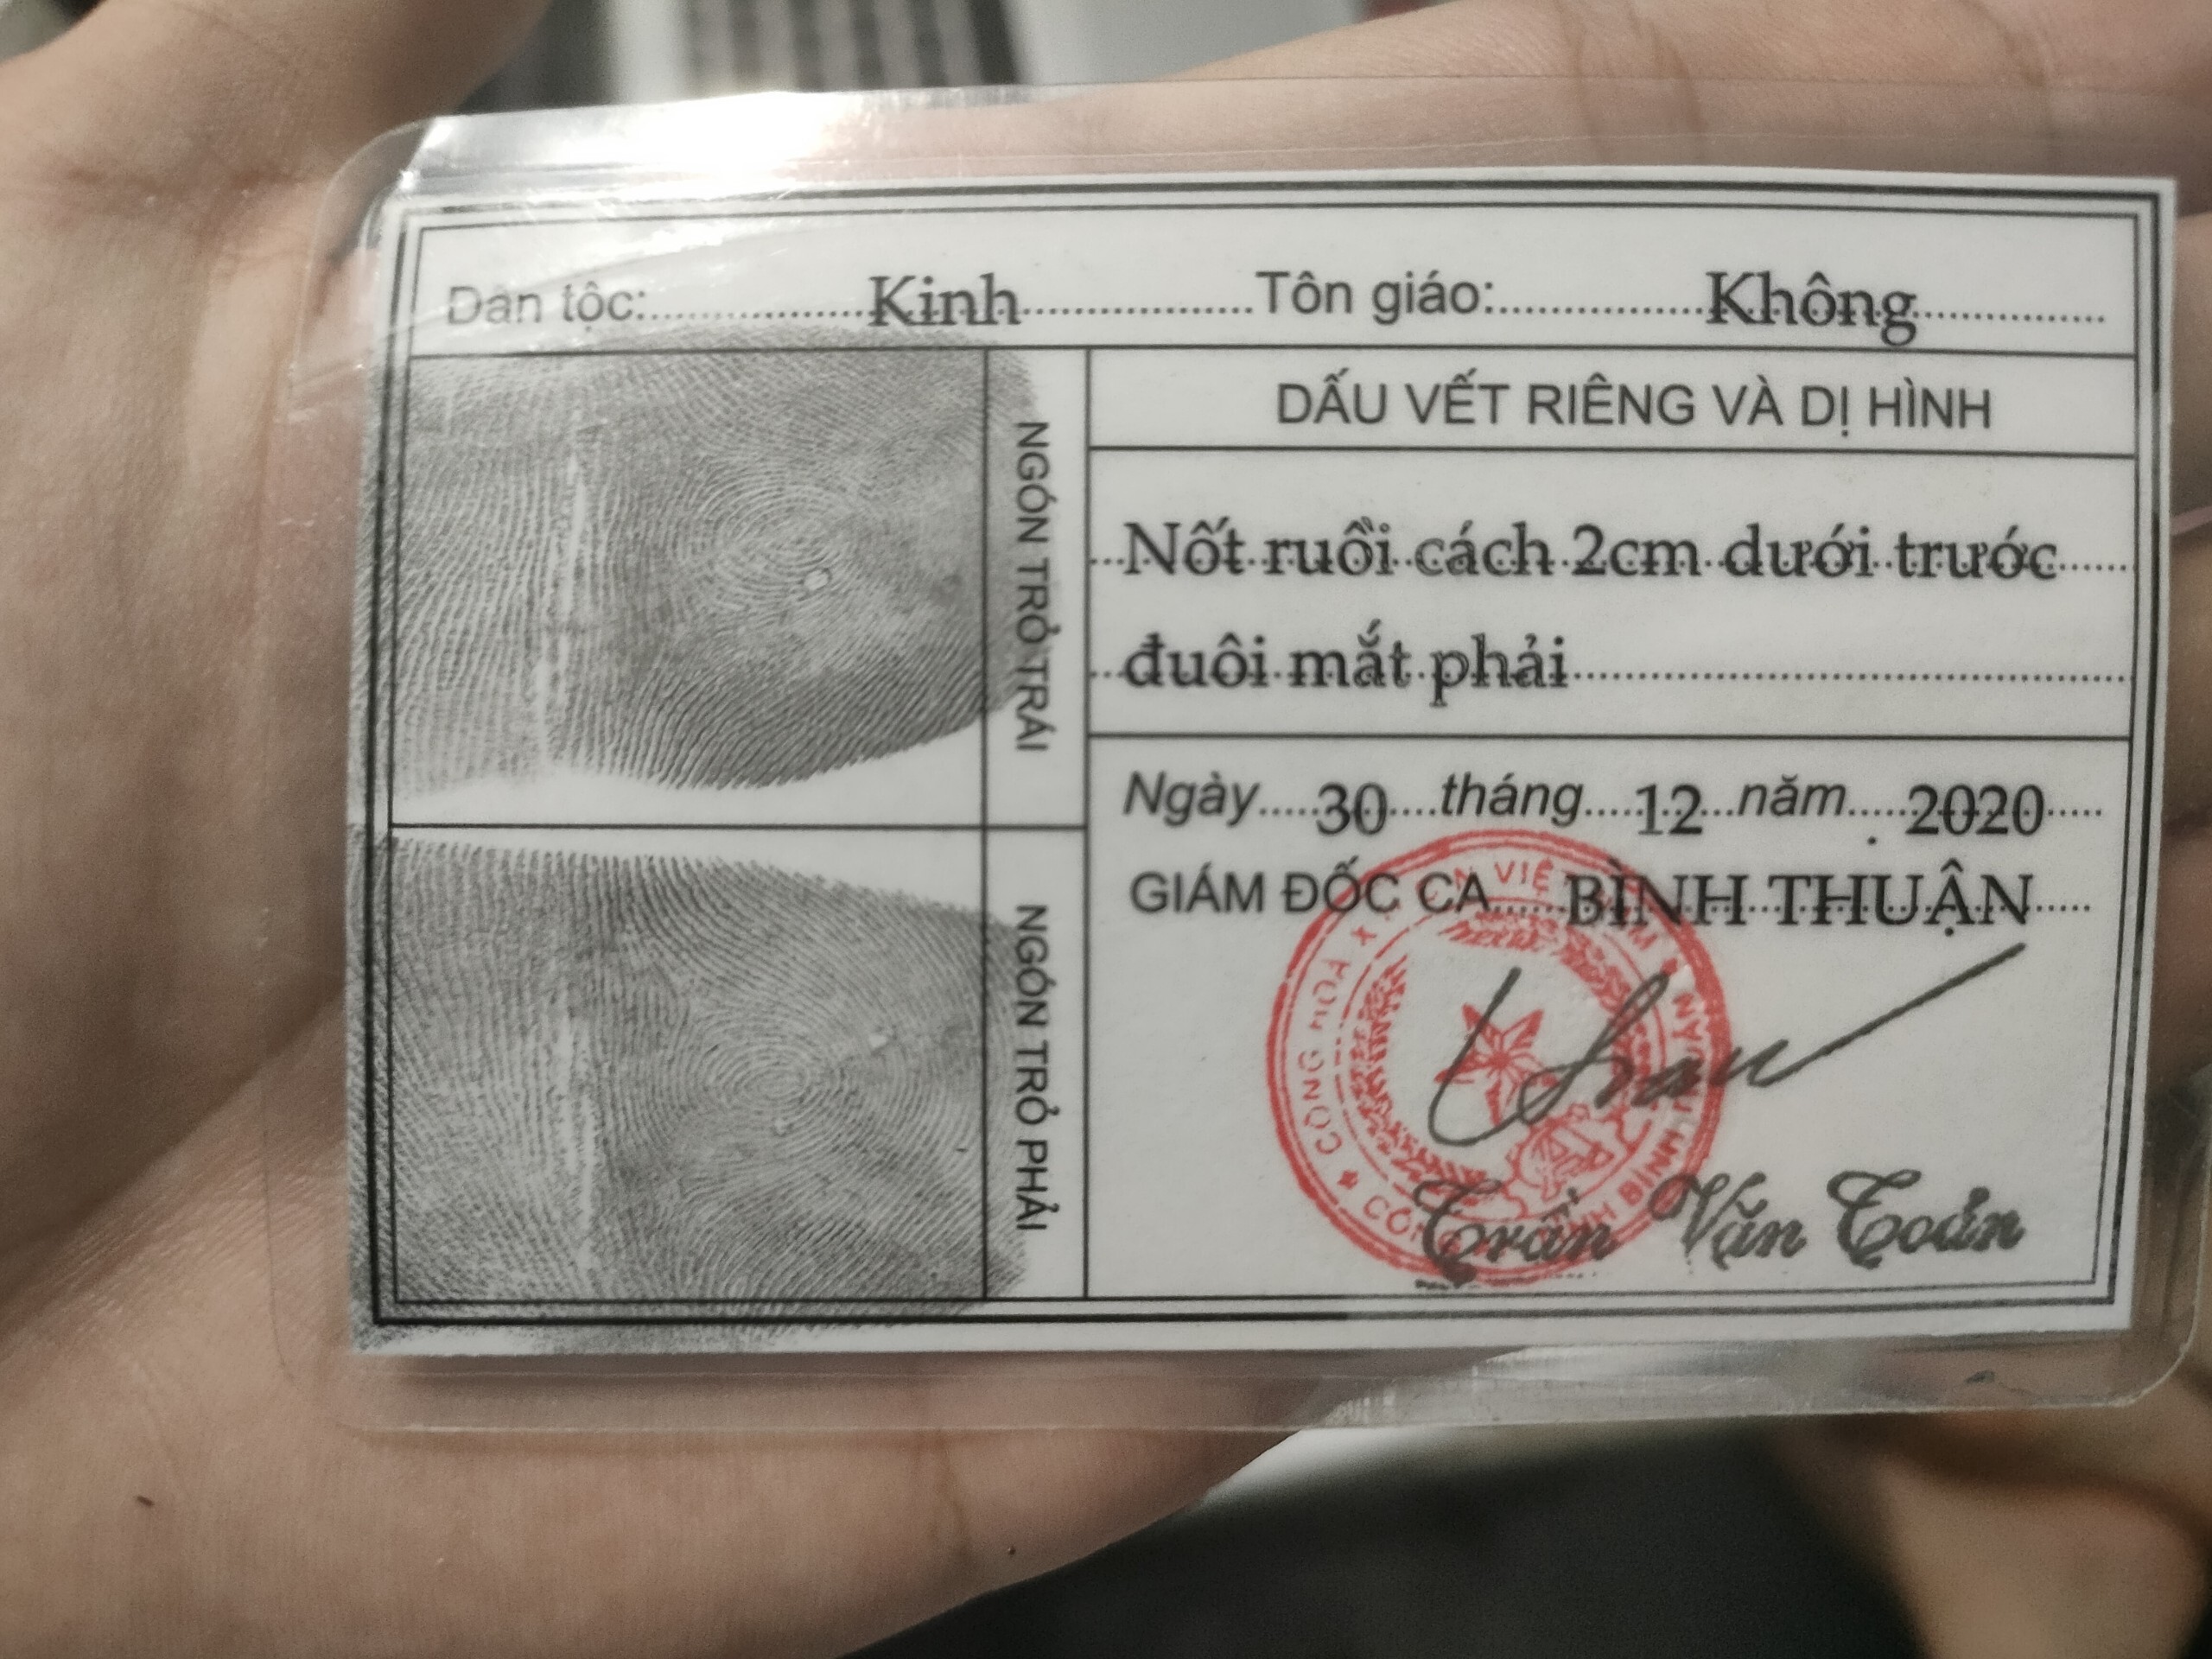 Dân tộc: Kinh Tôn giáo: Không
NGÓN TRỎ TRÁI
DẤU VẾT RIÊNG VÀ DỊ HÌNH
Nốt ruồi cách 2cm dưới trước
đuôi mắt phải
NGÓN TRỎ PHẢI
Ngày 30 tháng 12 năm 2020
GIÁM ĐỐC CA BÌNH THUẬN
Trần Văn Toản